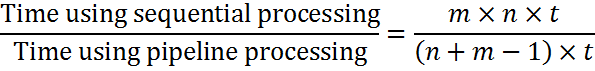 Time using sequential processing / Time using pipeline processing = m × n × t / (n + m − 1) × t